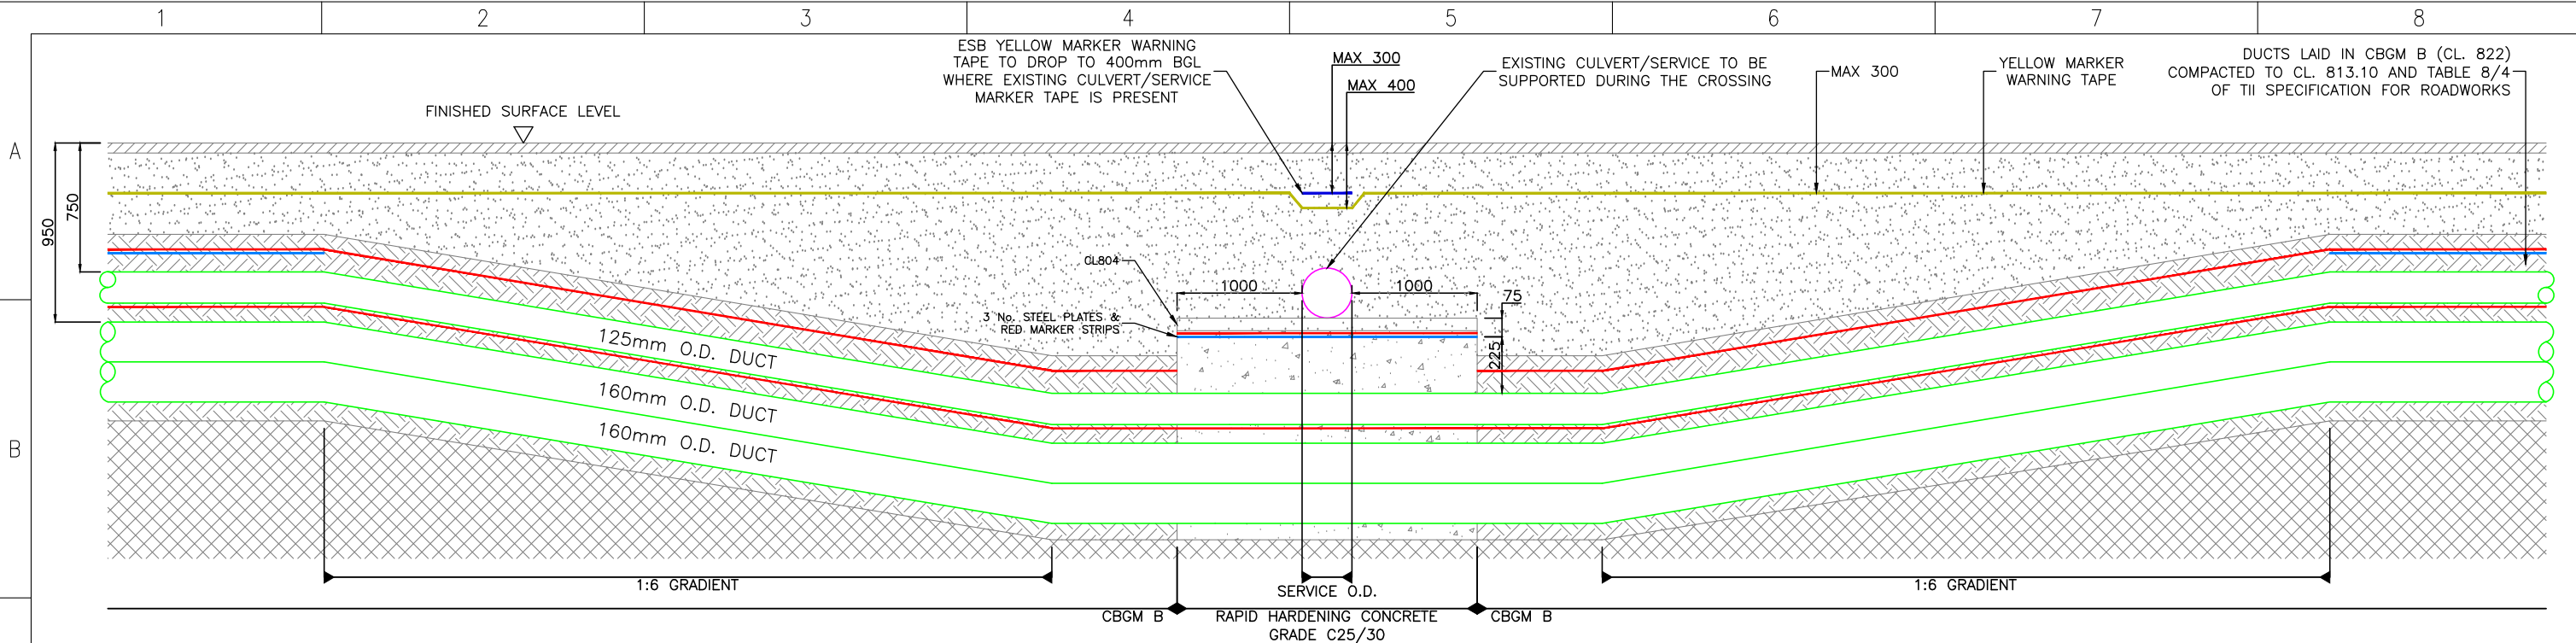 1 2 3 4 5 6 7 8
ESB YELLOW MARKER WARNING
TAPE TO DROP TO 400mm BGL
WHERE EXISTING CULVERT/SERVICE
MARKER TAPE IS PRESENT
MAX 300
MAX 400
EXISTING CULVERT/SERVICE TO BE
SUPPORTED DURING THE CROSSING
MAX 300
YELLOW MARKER
WARNING TAPE
DUCTS LAID IN CBGM B (CL. 822)
COMPACTED TO CL. 813.10 AND TABLE 8/4
OF TII SPECIFICATION FOR ROADWORKS
FINISHED SURFACE LEVEL
A
950
750
CL804
1000
1000
75
3 No. STEEL PLATES &
RED MARKER STRIPS
225
125mm O.D. DUCT
160mm O.D. DUCT
160mm O.D. DUCT
B
1:6 GRADIENT
SERVICE O.D.
1:6 GRADIENT
CBGM B
RAPID HARDENING CONCRETE
GRADE C25/30
CBGM B